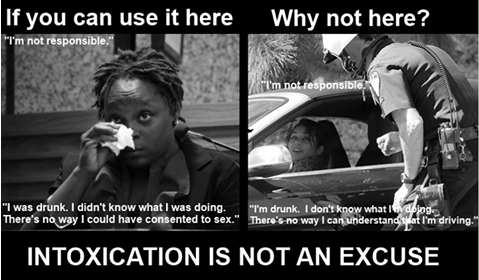 If you can use it here
"I'm not responsible."
"I was drunk. I didn't know what I was doing.
There's no way I could have consented to sex."
Why not here?
"I'm not responsible."
"I'm drunk. I don't know what I'm doing.
There's no way I can understand that I'm driving."
INTOXICATION IS NOT AN EXCUSE